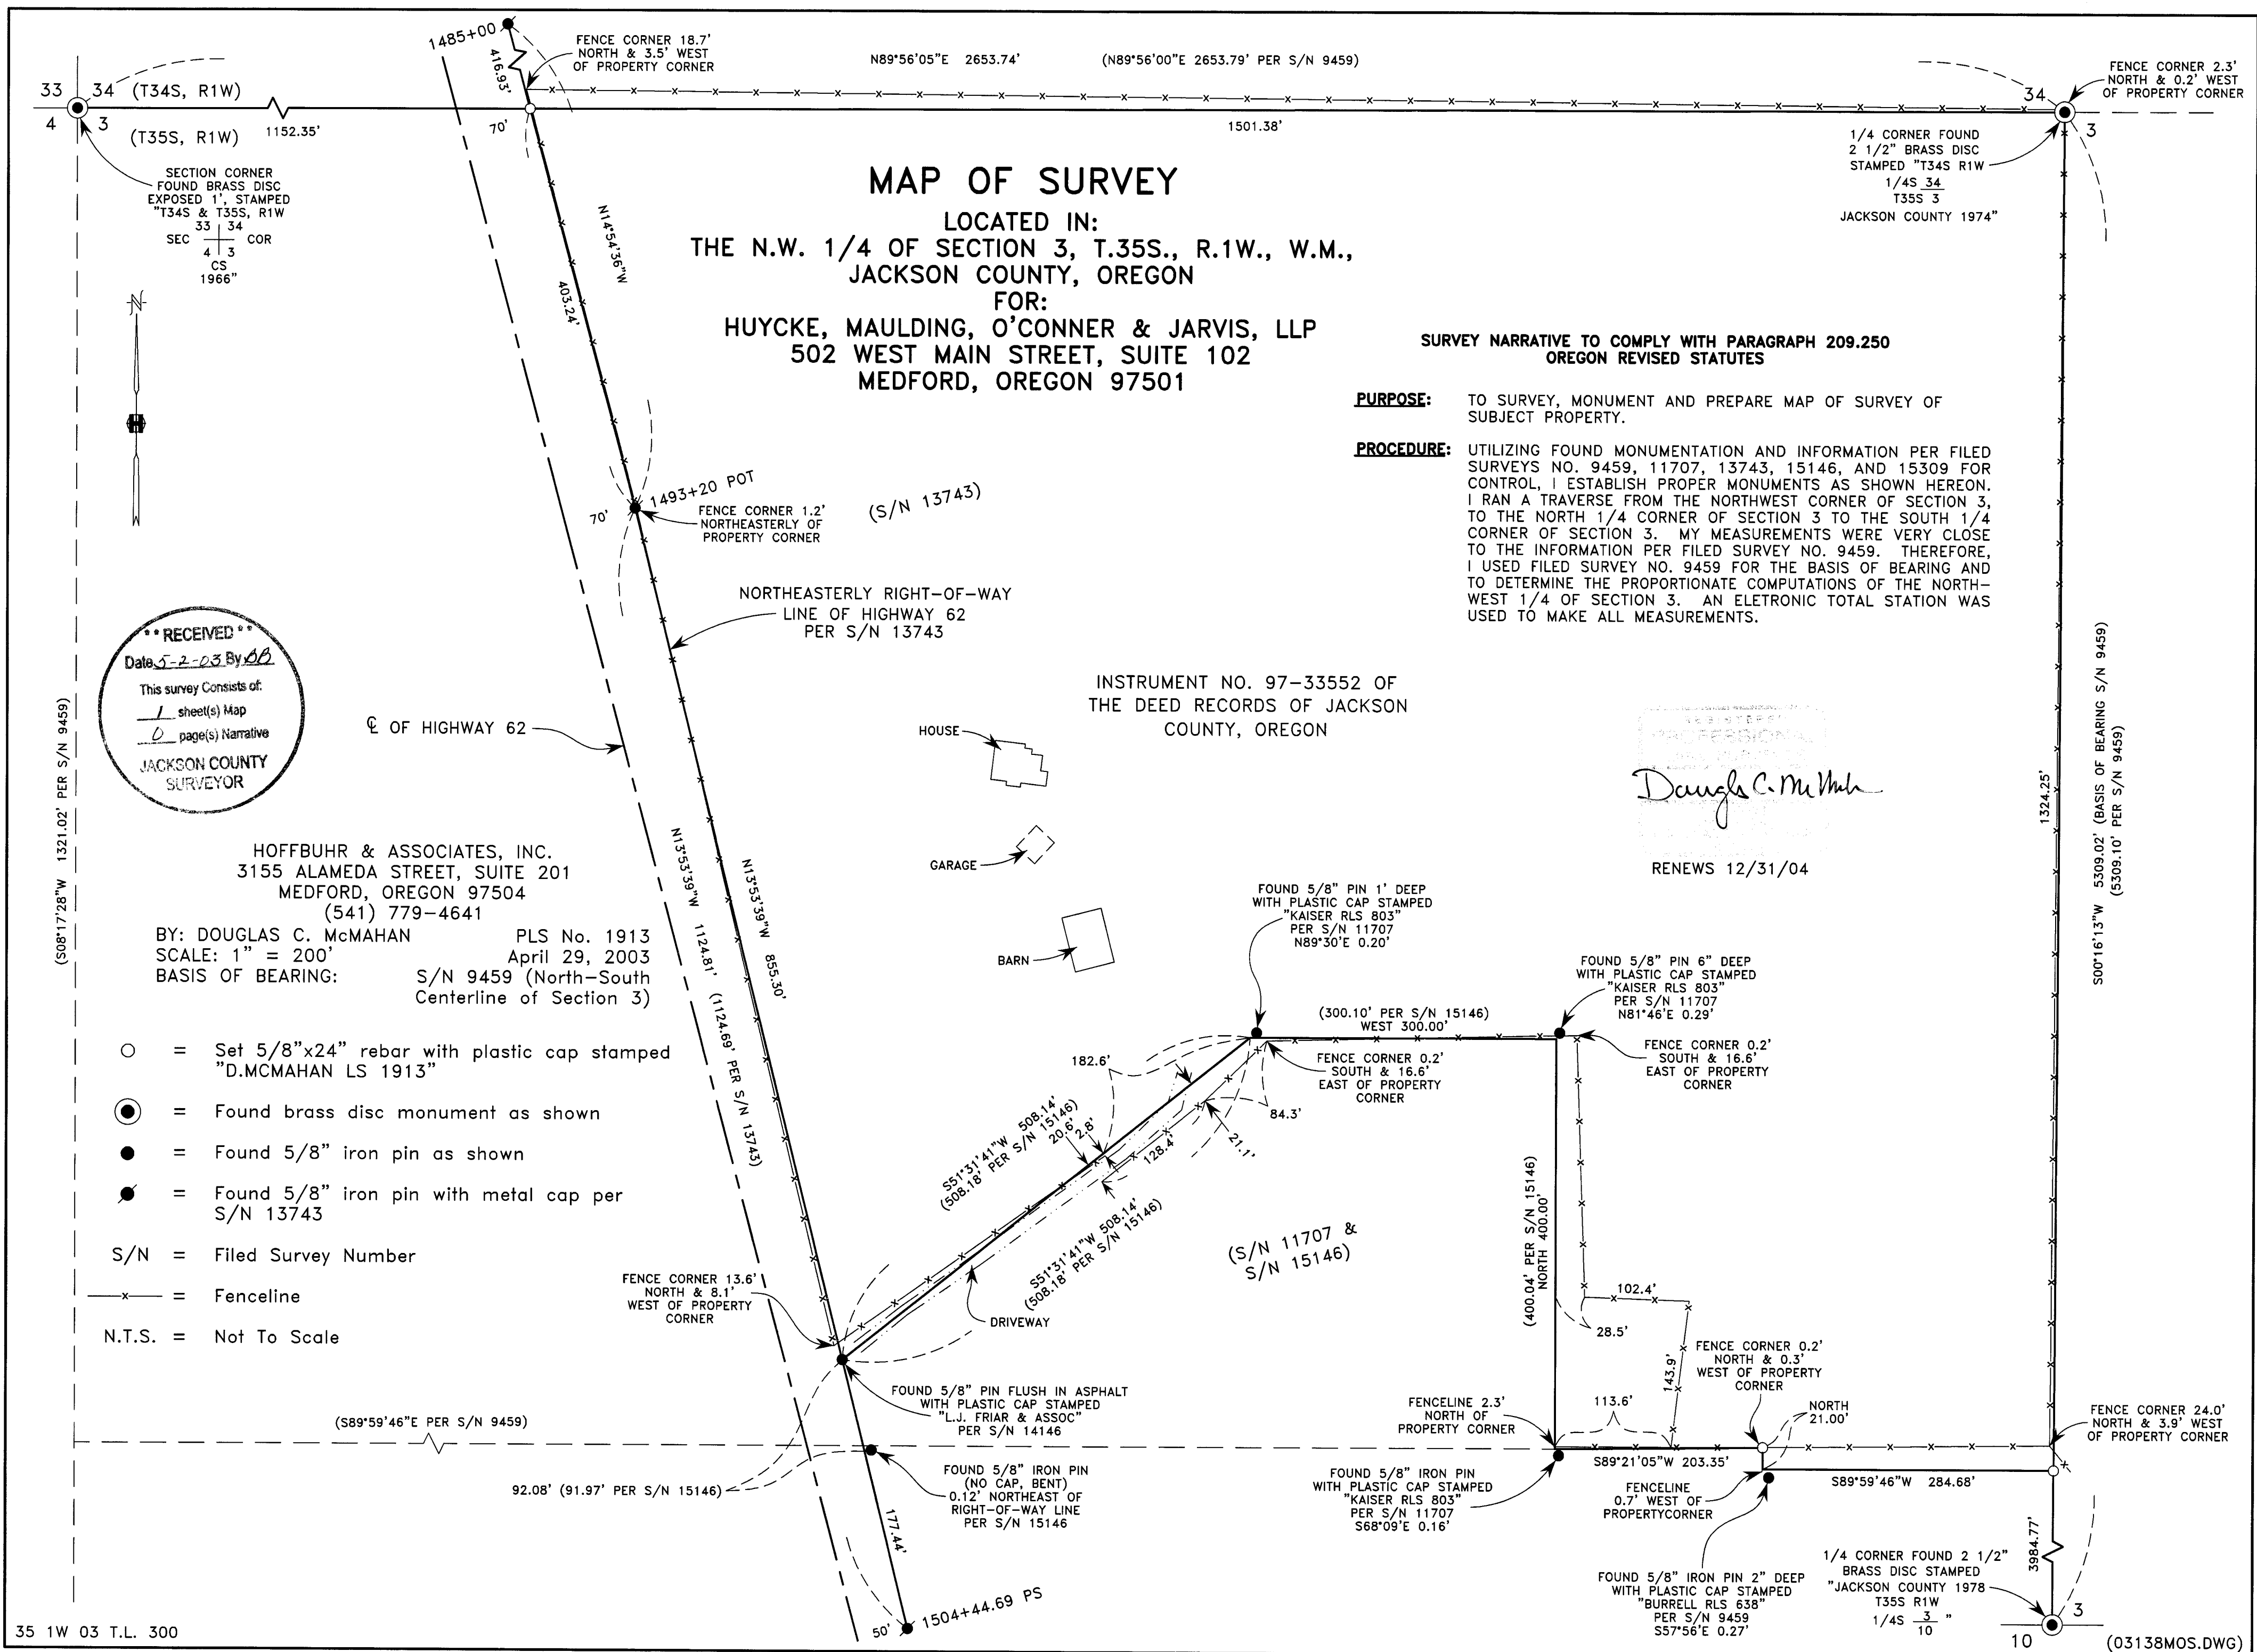 1485+00
FENCE CORNER 18.7'
NORTH & 3.5' WEST
OF PROPERTY CORNER
416.93'
N89°56'05"E 2653.74'
(N89°56'00"E 2653.79' PER S/N 9459)
FENCE CORNER 2.3'
NORTH & 0.2' WEST
OF PROPERTY CORNER
33 34 (T34S, R1W)
4 3
(T35S, R1W)
1152.35'
70'
1501.38'
34
3
SECTION CORNER
FOUND BRASS DISC
EXPOSED 1', STAMPED
"T34S & T35S, R1W
33 34
SEC COR
4 3
CS
1966"
1/4 CORNER FOUND
2 1/2" BRASS DISC
STAMPED "T34S R1W
1/4S 34
T35S 3
JACKSON COUNTY 1974"
MAP OF SURVEY
LOCATED IN:
THE N.W. 1/4 OF SECTION 3, T.35S., R.1W., W.M.,
JACKSON COUNTY, OREGON
FOR:
HUYCKE, MAULDING, O'CONNER & JARVIS, LLP
502 WEST MAIN STREET, SUITE 102
MEDFORD, OREGON 97501
N
H
N14°54'36"W
403.24'
SURVEY NARRATIVE TO COMPLY WITH PARAGRAPH 209.250
OREGON REVISED STATUTES
PURPOSE: TO SURVEY, MONUMENT AND PREPARE MAP OF SURVEY OF
SUBJECT PROPERTY.
PROCEDURE: UTILIZING FOUND MONUMENTATION AND INFORMATION PER FILED
SURVEYS NO. 9459, 11707, 13743, 15146, AND 15309 FOR
CONTROL, I ESTABLISH PROPER MONUMENTS AS SHOWN HEREON.
I RAN A TRAVERSE FROM THE NORTHWEST CORNER OF SECTION 3,
TO THE NORTH 1/4 CORNER OF SECTION 3 TO THE SOUTH 1/4
CORNER OF SECTION 3. MY MEASUREMENTS WERE VERY CLOSE
TO THE INFORMATION PER FILED SURVEY NO. 9459. THEREFORE,
I USED FILED SURVEY NO. 9459 FOR THE BASIS OF BEARING AND
TO DETERMINE THE PROPORTIONATE COMPUTATIONS OF THE NORTH-
WEST 1/4 OF SECTION 3. AN ELETRONIC TOTAL STATION WAS
USED TO MAKE ALL MEASUREMENTS.
1493+20 POT
70'
FENCE CORNER 1.2'
NORTHEASTERLY OF
PROPERTY CORNER
(S/N 13743)
NORTHEASTERLY RIGHT-OF-WAY
LINE OF HIGHWAY 62
PER S/N 13743
** RECEIVED **
Date 5-2-03 By
This survey Consists of:
1 sheet(s) Map
0 page(s) Narrative
JACKSON COUNTY
SURVEYOR
(S08°17'28"W 1321.02' PER S/N 9459)
℄ OF HIGHWAY 62
INSTRUMENT NO. 97-33552 OF
THE DEED RECORDS OF JACKSON
COUNTY, OREGON
HOUSE
GARAGE
BARN
REGISTERED
PROFESSIONAL
Douglas C. McMahan
RENEWS 12/31/04
1324.25'
S00°16'13"W 5309.02' (BASIS OF BEARING S/N 9459)
(5309.10' PER S/N 9459)
HOFFBUHR & ASSOCIATES, INC.
3155 ALAMEDA STREET, SUITE 201
MEDFORD, OREGON 97504
(541) 779-4641
BY: DOUGLAS C. McMAHAN PLS No. 1913
SCALE: 1" = 200' April 29, 2003
BASIS OF BEARING: S/N 9459 (North-South
Centerline of Section 3)
N13°53'39"W 1124.81' (1124.69' PER S/N 13743)
N13°53'39"W 855.30'
○ = Set 5/8"x24" rebar with plastic cap stamped
"D.MCMAHAN LS 1913"
= Found brass disc monument as shown
● = Found 5/8" iron pin as shown
= Found 5/8" iron pin with metal cap per
S/N 13743
S/N = Filed Survey Number
—x— = Fenceline
N.T.S. = Not To Scale
FOUND 5/8" PIN 1' DEEP
WITH PLASTIC CAP STAMPED
"KAISER RLS 803"
PER S/N 11707
N89°30'E 0.20'
FOUND 5/8" PIN 6" DEEP
WITH PLASTIC CAP STAMPED
"KAISER RLS 803"
PER S/N 11707
N81°46'E 0.29'
(300.10' PER S/N 15146)
WEST 300.00'
FENCE CORNER 0.2'
SOUTH & 16.6'
EAST OF PROPERTY
CORNER
FENCE CORNER 0.2'
SOUTH & 16.6'
EAST OF PROPERTY
CORNER
182.6'
84.3'
21.1'
128.4'
S51°31'41"W 508.14'
(508.18' PER S/N 15146)
20.6'
2.8'
S51°31'41"W 508.14'
(508.18' PER S/N 15146)
(S/N 11707 &
S/N 15146)
DRIVEWAY
(400.04' PER S/N 15146)
NORTH 400.00'
102.4'
28.5'
143.9'
FENCE CORNER 13.6'
NORTH & 8.1'
WEST OF PROPERTY
CORNER
FOUND 5/8" PIN FLUSH IN ASPHALT
WITH PLASTIC CAP STAMPED
"L.J. FRIAR & ASSOC"
PER S/N 14146
FENCE CORNER 0.2'
NORTH & 0.3'
WEST OF PROPERTY
CORNER
FENCELINE 2.3'
NORTH OF
PROPERTY CORNER
113.6'
NORTH
21.00'
FENCE CORNER 24.0'
NORTH & 3.9' WEST
OF PROPERTY CORNER
(S89°59'46"E PER S/N 9459)
92.08' (91.97' PER S/N 15146)
FOUND 5/8" IRON PIN
(NO CAP, BENT)
0.12' NORTHEAST OF
RIGHT-OF-WAY LINE
PER S/N 15146
177.44'
FOUND 5/8" IRON PIN
WITH PLASTIC CAP STAMPED
"KAISER RLS 803"
PER S/N 11707
S68°09'E 0.16'
S89°21'05"W 203.35'
FENCELINE
0.7' WEST OF
PROPERTYCORNER
S89°59'46"W 284.68'
FOUND 5/8" IRON PIN 2" DEEP
WITH PLASTIC CAP STAMPED
"BURRELL RLS 638"
PER S/N 9459
S57°56'E 0.27'
1/4 CORNER FOUND 2 1/2"
BRASS DISC STAMPED
"JACKSON COUNTY 1978
T35S R1W
1/4S 3 "
10
3984.77'
3
10
50'
1504+44.69 PS
35 1W 03 T.L. 300
(03138MOS.DWG)